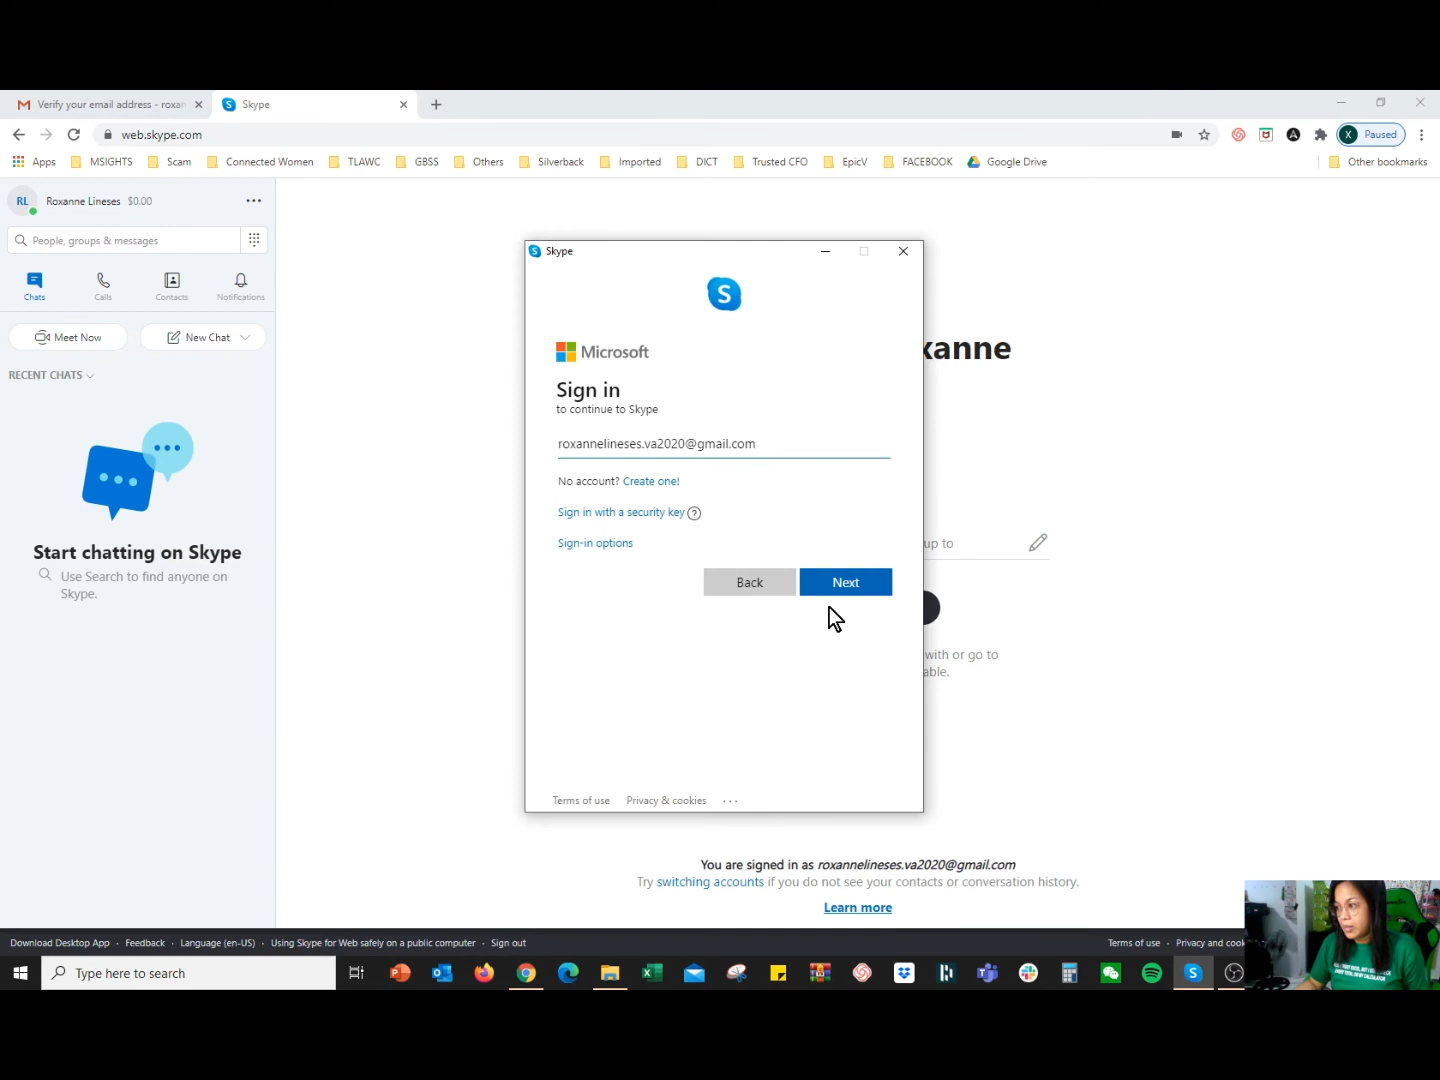 Verify your email address - roxan
Skype
web.skype.com
X Paused
Apps MSIGHTS Scam Connected Women TLAWC GBSS Others Silverback Imported DICT Trusted CFO EpicV FACEBOOK Google Drive Other bookmarks
RL Roxanne Lineses $0.00
People, groups & messages
Chats Calls Contacts Notifications
Meet Now New Chat
RECENT CHATS
Start chatting on Skype
Use Search to find anyone on
Skype.
Skype
S
Microsoft
Sign in
to continue to Skype
roxannelineses.va2020@gmail.com
No account? Create one!
Sign in with a security key ?
Sign-in options
Back Next
Terms of use Privacy & cookies ...
xanne
up to
with or go to
able.
You are signed in as roxannelineses.va2020@gmail.com
Try switching accounts if you do not see your contacts or conversation history.
Learn more
Download Desktop App · Feedback · Language (en-US) · Using Skype for Web safely on a public computer · Sign out
Terms of use · Privacy and cook
Type here to search